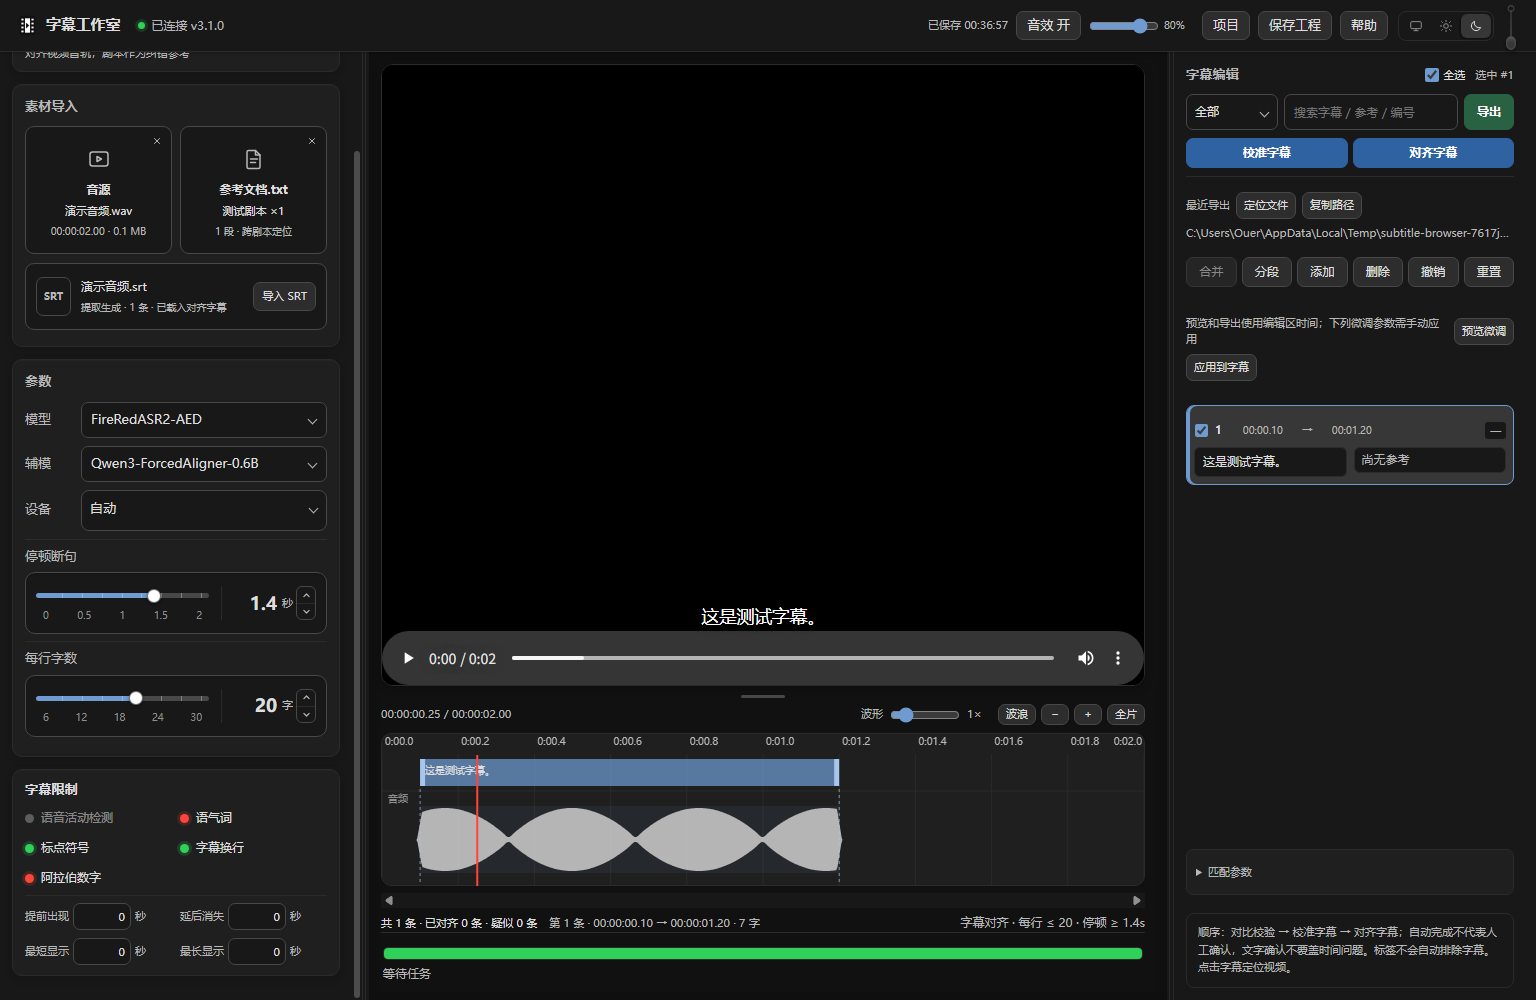 字幕工作室
已连接 v3.1.0
已保存 00:36:57
音效 开
80%
项目
保存工程
帮助
对齐视频音轨，剧本作为纠错参考
素材导入
×
×
音源
演示音频.wav
00:00:02.00 · 0.1 MB
参考文档.txt
测试剧本 ×1
1 段 · 跨剧本定位
SRT
演示音频.srt
提取生成 · 1 条 · 已载入对齐字幕
导入 SRT
参数
模型
FireRedASR2-AED
辅模
Qwen3-ForcedAligner-0.6B
设备
自动
停顿断句
0 0.5 1 1.5 2
1.4 秒
每行字数
6 12 18 24 30
20 字
字幕限制
语音活动检测
语气词
标点符号
字幕换行
阿拉伯数字
提前出现 0 秒
延后消失 0 秒
最短显示 0 秒
最长显示 0 秒
这是测试字幕。
0:00 / 0:02
00:00:00.25 / 00:00:02.00
波形
1×
波浪
−
+
全片
0:00.0 0:00.2 0:00.4 0:00.6 0:00.8 0:01.0 0:01.2 0:01.4 0:01.6 0:01.8 0:02.0
这是测试字幕。
音频
共 1 条 · 已对齐 0 条 · 疑似 0 条
第 1 条 · 00:00:00.10 → 00:00:01.20 · 7 字
字幕对齐 · 每行 ≤ 20 · 停顿 ≥ 1.4s
等待任务
字幕编辑
全选
选中 #1
全部
搜索字幕 / 参考 / 编号
导出
校准字幕
对齐字幕
最近导出
定位文件
复制路径
C:\Users\Ouer\AppData\Local\Temp\subtitle-browser-7617j...
合并
分段
添加
删除
撤销
重置
预览和导出使用编辑区时间；下列微调参数需手动应
用
预览微调
应用到字幕
1 00:00.10 → 00:01.20
—
这是测试字幕。
尚无参考
匹配参数
顺序：对比校验 → 校准字幕 → 对齐字幕；自动完成不代表人
工确认，文字确认不覆盖时间问题。标签不会自动排除字幕。
点击字幕定位视频。